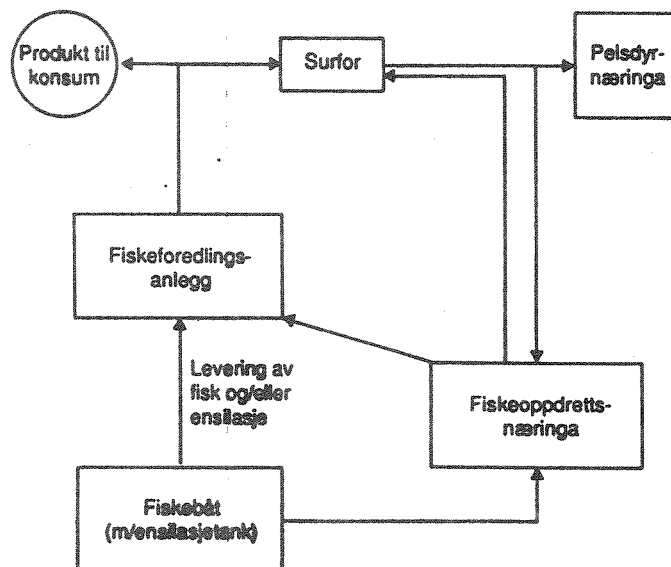 Produkt til
konsum
Surfor
Pelsdyr-
næringa
Fiskeforedlings-
anlegg
Levering av
fisk og/eller
ensilasje
Fiskeoppdretts-
næringa
Fiskebåt
(m/ensilasjetank)